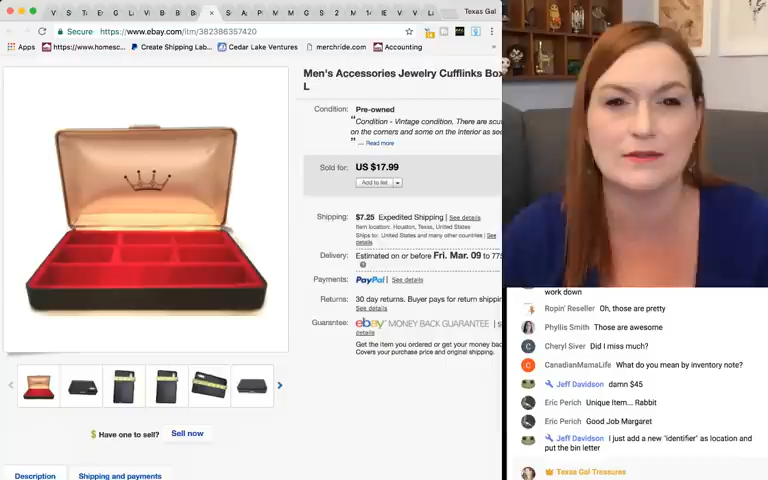 Texas Gal
Secure
https://www.ebay.com/itm/382386357420
Apps
https://www.homesc...
Create Shipping Lab...
Cedar Lake Ventures
merchride.com
Accounting
Men's Accessories Jewelry Cufflinks Box
L
Condition: Pre-owned
"Condition - Vintage condition. There are scu
on the corners and some on the interior as see
" — Read more
Sold for: US $17.99
Add to list
Shipping: $7.25 Expedited Shipping | See details
Item location: Houston, Texas, United States
Ships to: United States and many other countries | See
details
Delivery: Estimated on or before Fri. Mar. 09 to 775
Payments: PayPal | See details
Returns: 30 day returns. Buyer pays for return shippin
See details
Guarantee: ebay MONEY BACK GUARANTEE | s
details
Get the item you ordered or get your money bac
Covers your purchase price and original shipping.
$ Have one to sell? Sell now
Description
Shipping and payments
work down
Ropin' Reseller Oh, those are pretty
Phyllis Smith Those are awesome
Cheryl Siver Did I miss much?
CanadianMamaLife What do you mean by inventory note?
Jeff Davidson damn $45
Eric Perich Unique Item... Rabbit
Eric Perich Good Job Margaret
Jeff Davidson I just add a new 'identifier' as location and
put the bin letter
Texas Gal Treasures